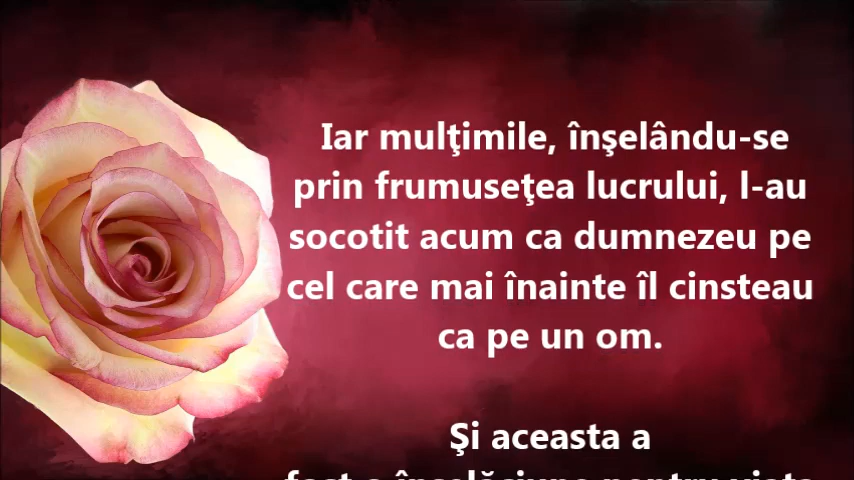 Iar mulţimile, înşelându-se
prin frumuseţea lucrului, l-au
socotit acum ca dumnezeu pe
cel care mai înainte îl cinsteau
ca pe un om.
Şi aceasta a
fost o înşelăciune pentru viaţa